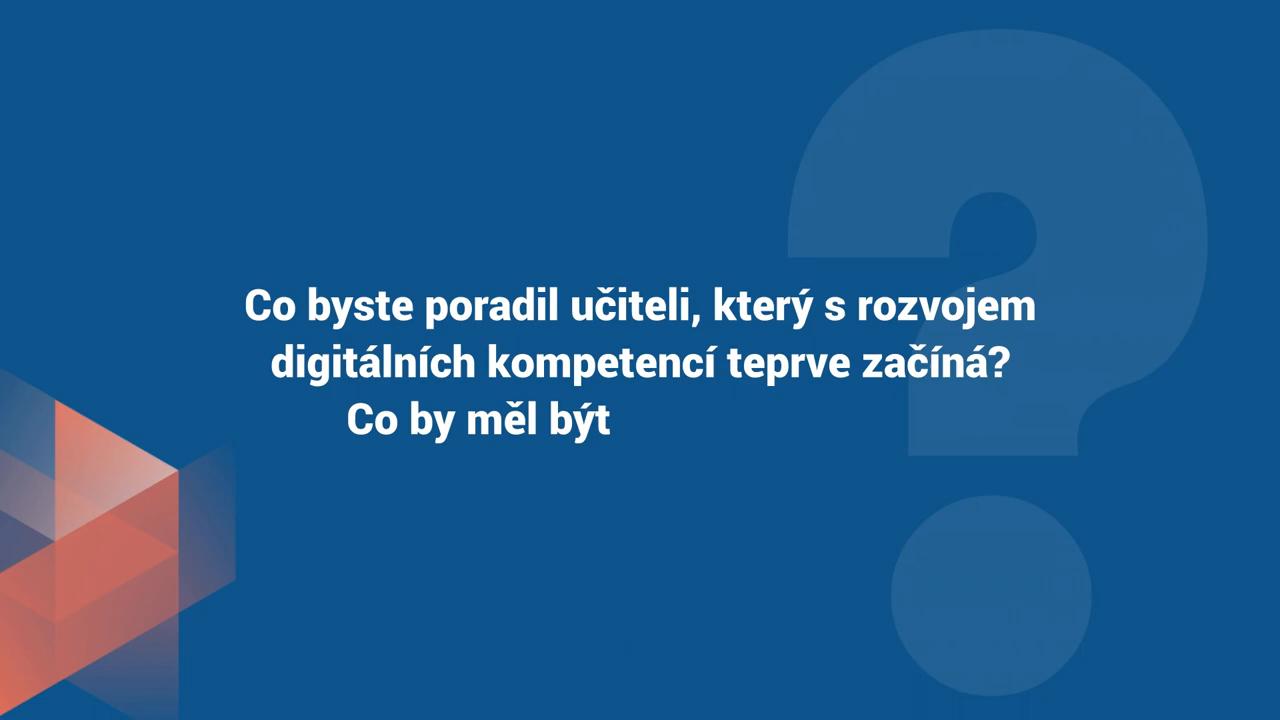 Co byste poradil učiteli, který s rozvojem
digitálních kompetencí teprve začíná?
Co by měl být